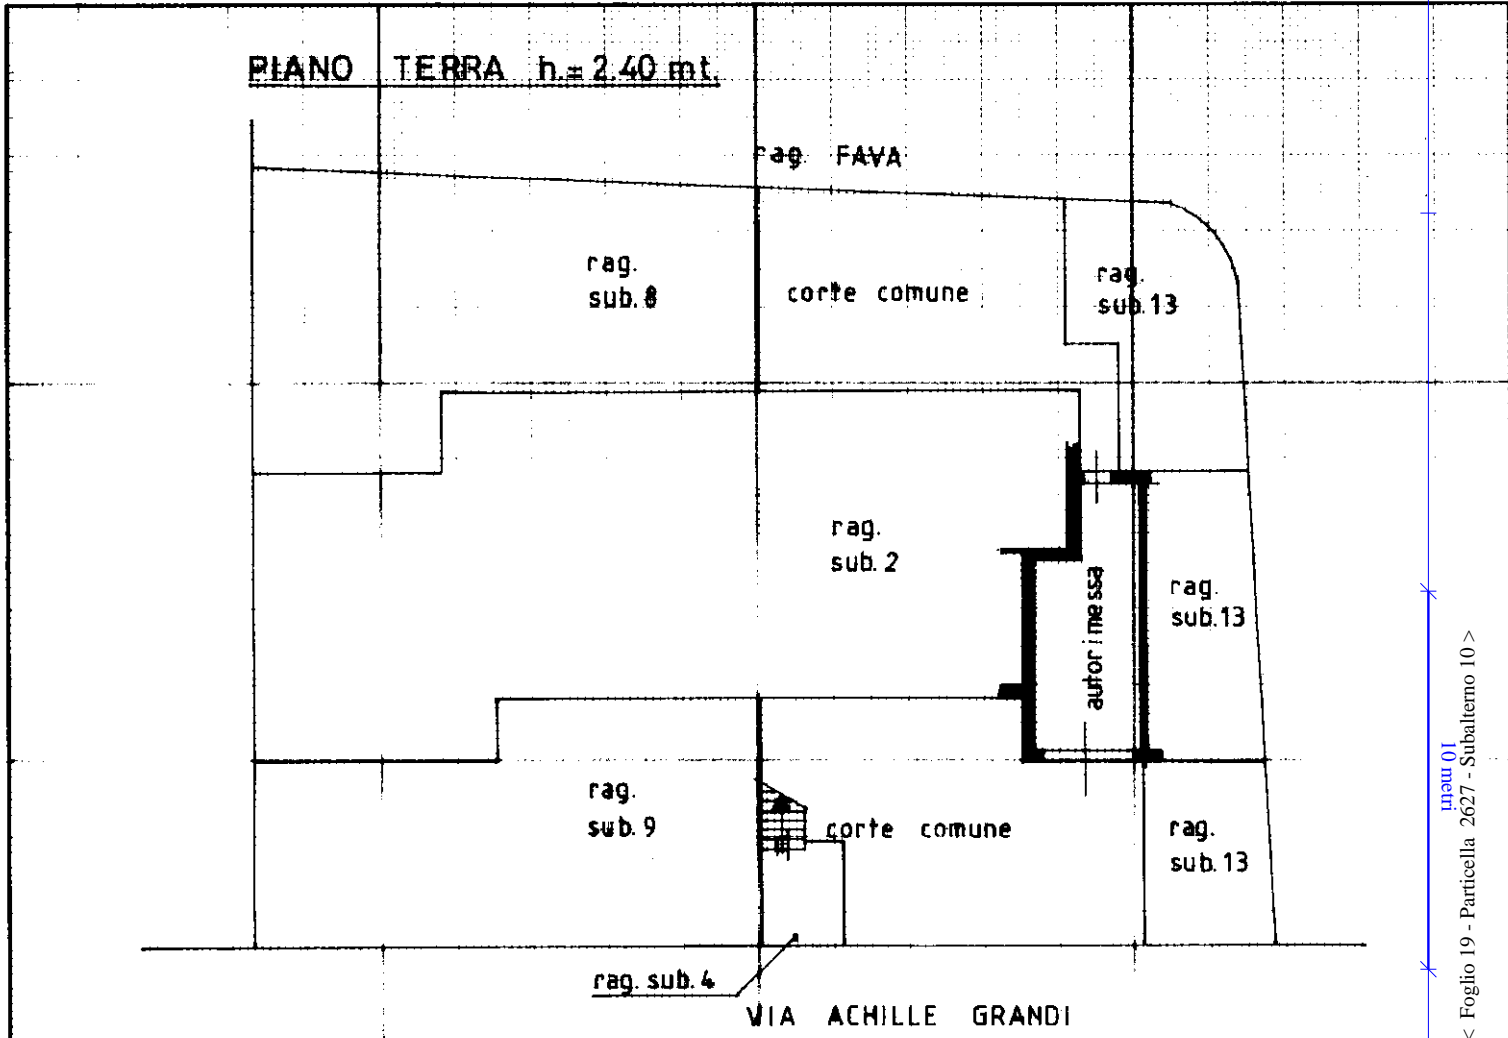 PIANO TERRA h.= 2.40 mt.
rag FAVA
rag.
sub. 8
corte comune
rag.
sub. 13
rag.
sub. 2
autorimessa
rag.
sub. 13
rag.
sub. 9
corte comune
rag.
sub. 13
rag. sub. 4
VIA ACHILLE GRANDI
10 metri
< Foglio 19 - Particella 2627 - Subalterno 10 >